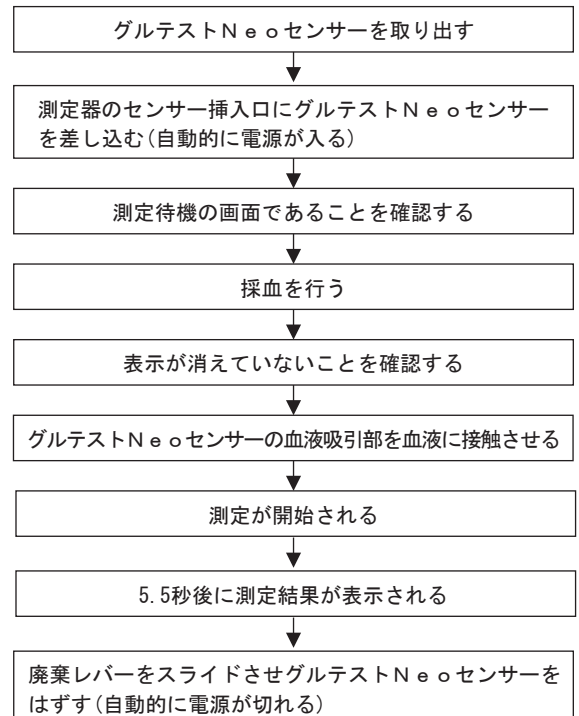 グルテストＮｅｏセンサーを取り出す
測定器のセンサー挿入口にグルテストＮｅｏセンサー
を差し込む(自動的に電源が入る)
測定待機の画面であることを確認する
採血を行う
表示が消えていないことを確認する
グルテストＮｅｏセンサーの血液吸引部を血液に接触させる
測定が開始される
5.5秒後に測定結果が表示される
廃棄レバーをスライドさせグルテストＮｅｏセンサーを
はずす(自動的に電源が切れる)